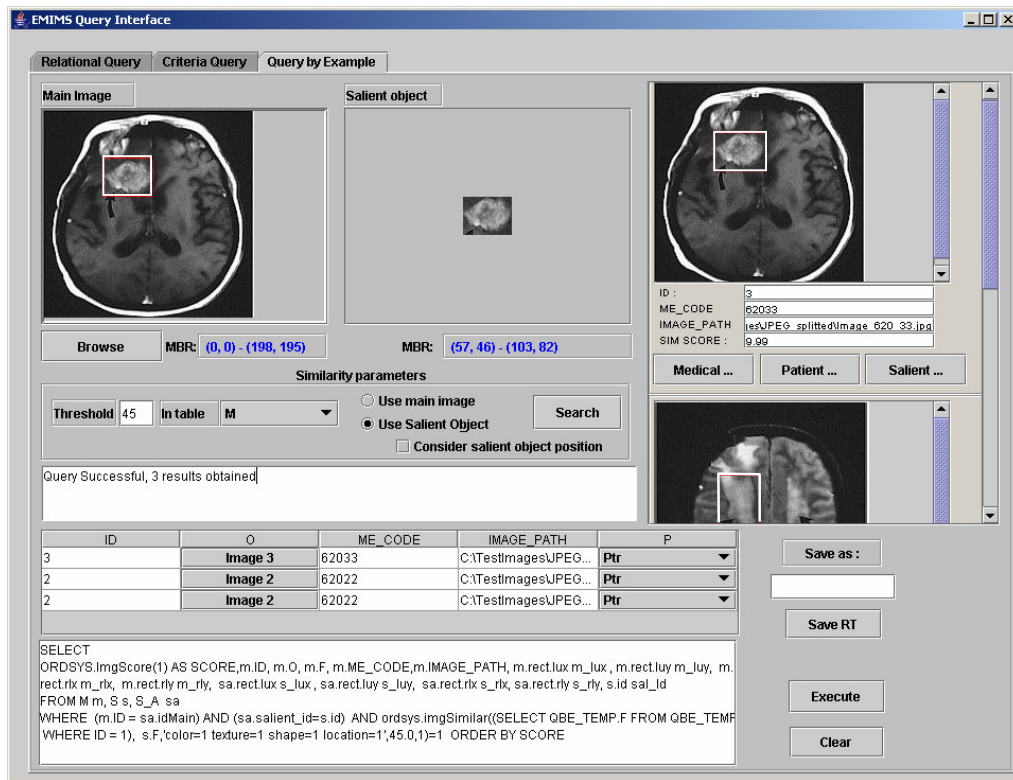 EMIMS Query Interface
Relational Query Criteria Query Query by Example
Main Image Salient object
ID : 3
ME_CODE 62033
IMAGE_PATH ies\JPEG_splitted\Image_620_33.jpg
SIM SCORE : 9.99
Browse MBR: (0, 0) - (198, 195) MBR: (57, 46) - (103, 82)
Medical ... Patient ... Salient ...
Similarity parameters
Threshold 45 In table M
Use main image
Use Salient Object
Search
Consider salient object position
Query Successful, 3 results obtained
ID O ME_CODE IMAGE_PATH P
3 Image 3 62033 C:\TestImages\JPEG... Ptr
2 Image 2 62022 C:\TestImages\JPEG... Ptr
2 Image 2 62022 C:\TestImages\JPEG... Ptr
Save as :
Save RT
SELECT
ORDSYS.ImgScore(1) AS SCORE,m.ID, m.O, m.F, m.ME_CODE,m.IMAGE_PATH, m.rect.lux m_lux , m.rect.luy m_luy, m.
rect.rlx m_rlx, m.rect.rly m_rly, sa.rect.lux s_lux , sa.rect.luy s_luy, sa.rect.rlx s_rlx, sa.rect.rly s_rly, s.id sal_Id
FROM M m, S s, S_A sa
WHERE (m.ID = sa.idMain) AND (sa.salient_id=s.id) AND ordsys.imgSimilar((SELECT QBE_TEMP.F FROM QBE_TEMP
WHERE ID = 1), s.F,'color=1 texture=1 shape=1 location=1',45.0,1)=1 ORDER BY SCORE
Execute
Clear